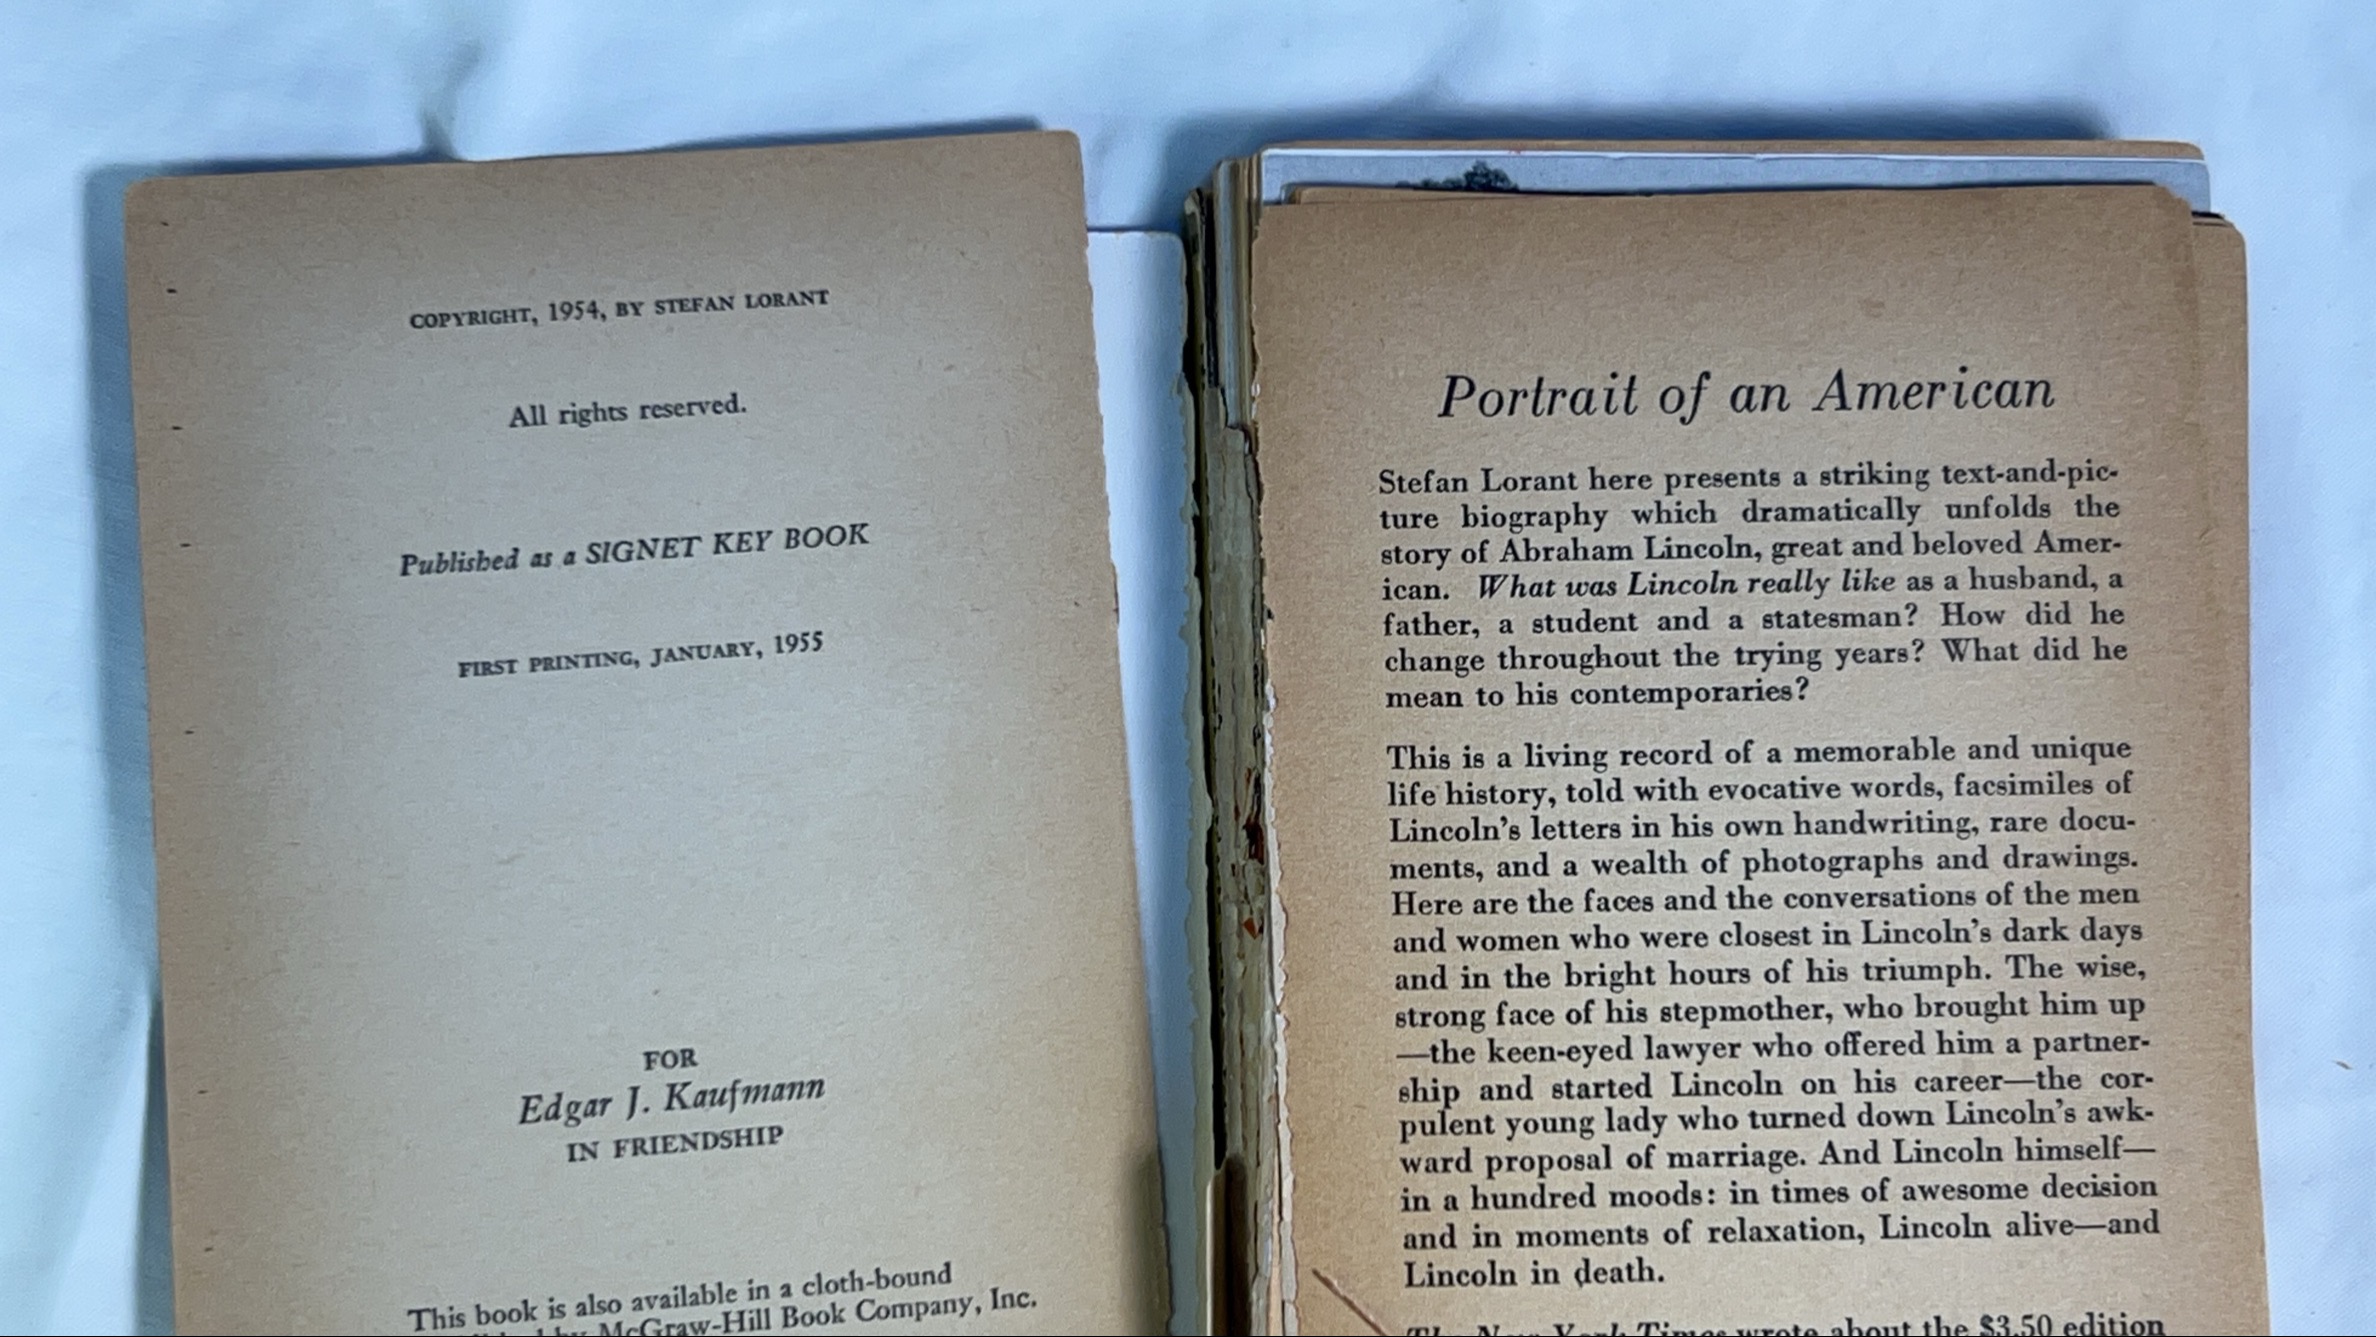 COPYRIGHT, 1954, BY STEFAN LORANT
All rights reserved.
Published as a SIGNET KEY BOOK
FIRST PRINTING, JANUARY, 1955
FOR
Edgar J. Kaufmann
IN FRIENDSHIP
This book is also available in a cloth-bound
by McGraw-Hill Book Company, Inc.
Portrait of an American
Stefan Lorant here presents a striking text-and-pic-
ture biography which dramatically unfolds the
story of Abraham Lincoln, great and beloved Amer-
ican. What was Lincoln really like as a husband, a
father, a student and a statesman? How did he
change throughout the trying years? What did he
mean to his contemporaries?
This is a living record of a memorable and unique
life history, told with evocative words, facsimiles of
Lincoln's letters in his own handwriting, rare docu-
ments, and a wealth of photographs and drawings.
Here are the faces and the conversations of the men
and women who were closest in Lincoln's dark days
and in the bright hours of his triumph. The wise,
strong face of his stepmother, who brought him up
—the keen-eyed lawyer who offered him a partner-
ship and started Lincoln on his career—the cor-
pulent young lady who turned down Lincoln's awk-
ward proposal of marriage. And Lincoln himself—
in a hundred moods: in times of awesome decision
and in moments of relaxation, Lincoln alive—and
Lincoln in death.
The New York Times wrote about the $3.50 edition